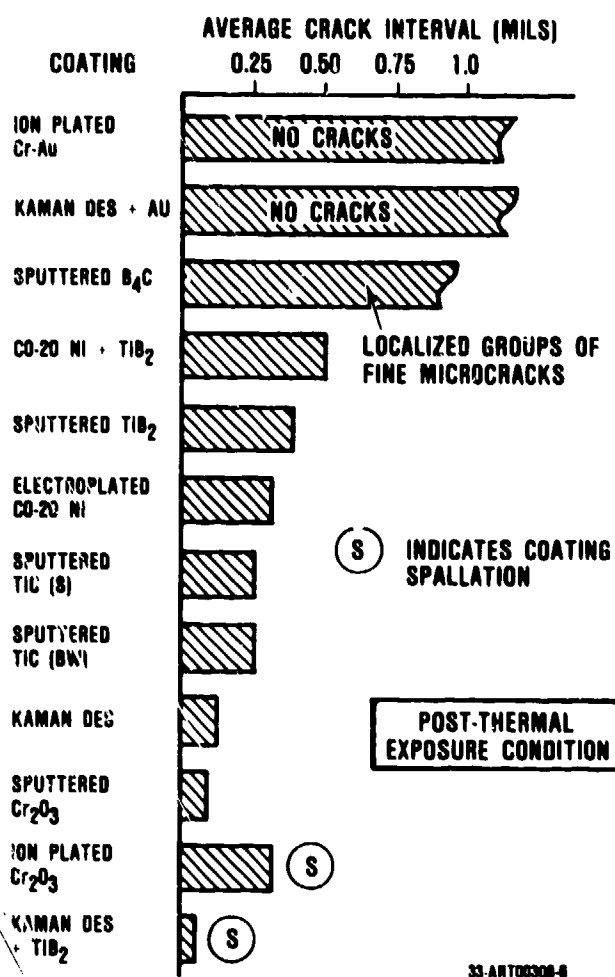 AVERAGE CRACK INTERVAL (MILS)
COATING
0.25 0.50 0.75 1.0
ION PLATED
Cr-Au
NO CRACKS
KAMAN DES + AU
NO CRACKS
SPUTTERED B₄C
LOCALIZED GROUPS OF
FINE MICROCRACKS
CO-20 NI + TIB₂
SPUTTERED TIB₂
ELECTROPLATED
CO-20 NI
S INDICATES COATING
SPALLATION
SPUTTERED
TIC (S)
SPUTTERED
TIC (BW)
KAMAN DES
POST-THERMAL
EXPOSURE CONDITION
SPUTTERED
Cr₂O₃
ION PLATED
Cr₂O₃
S
KAMAN DES
+ TIB₂
S